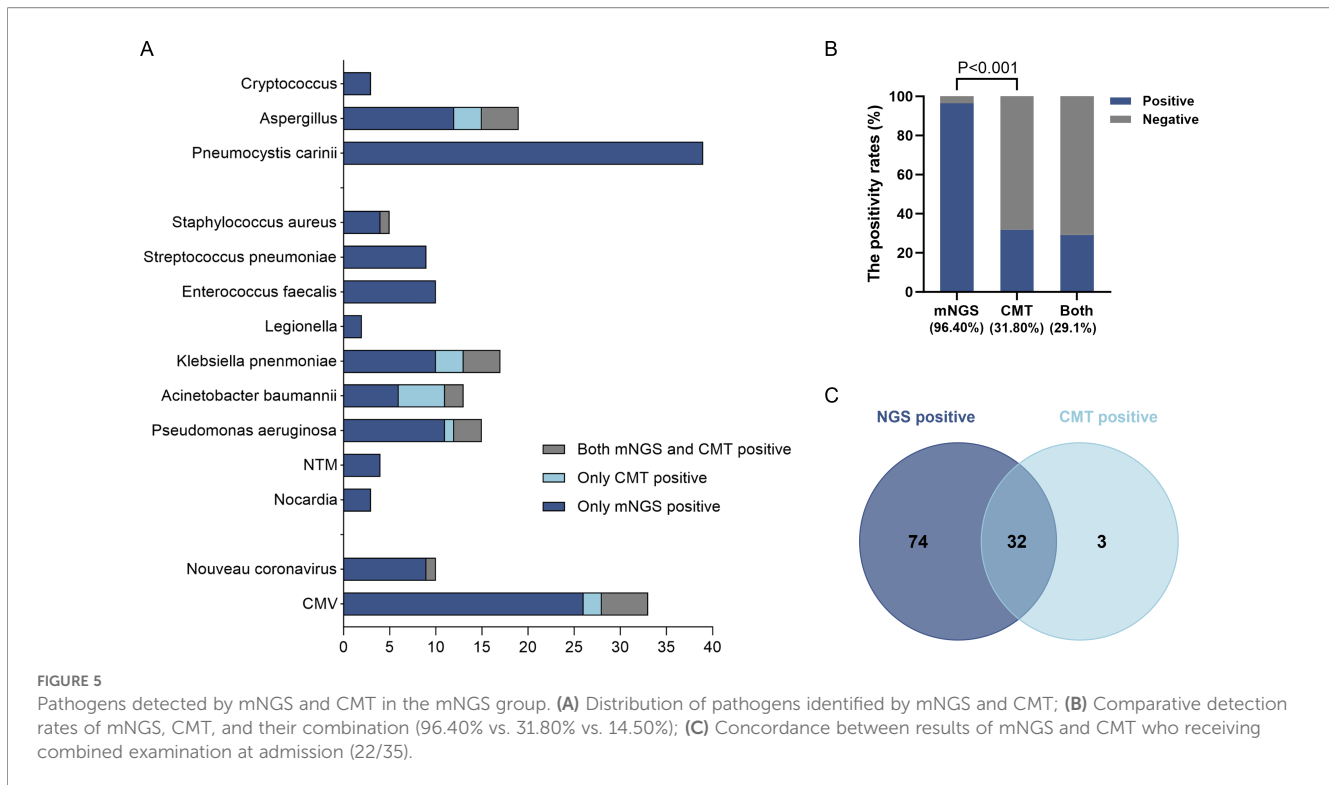 A
Cryptococcus
Aspergillus
Pneumocystis carinii
Staphylococcus aureus
Streptococcus pneumoniae
Enterococcus faecalis
Legionella
Klebsiella pnenmoniae
Acinetobacter baumannii
Pseudomonas aeruginosa
NTM
Nocardia
Nouveau coronavirus
CMV
0 5 10 15 20 25 30 35 40
Both mNGS and CMT positive
Only CMT positive
Only mNGS positive
B
P<0.001
The positivity rates (%)
100
80
60
40
20
0
mNGS CMT Both
(96.40%) (31.80%) (29.1%)
Positive
Negative
C
NGS positive CMT positive
74 32 3
FIGURE 5
Pathogens detected by mNGS and CMT in the mNGS group. (A) Distribution of pathogens identified by mNGS and CMT; (B) Comparative detection
rates of mNGS, CMT, and their combination (96.40% vs. 31.80% vs. 14.50%); (C) Concordance between results of mNGS and CMT who receiving
combined examination at admission (22/35).